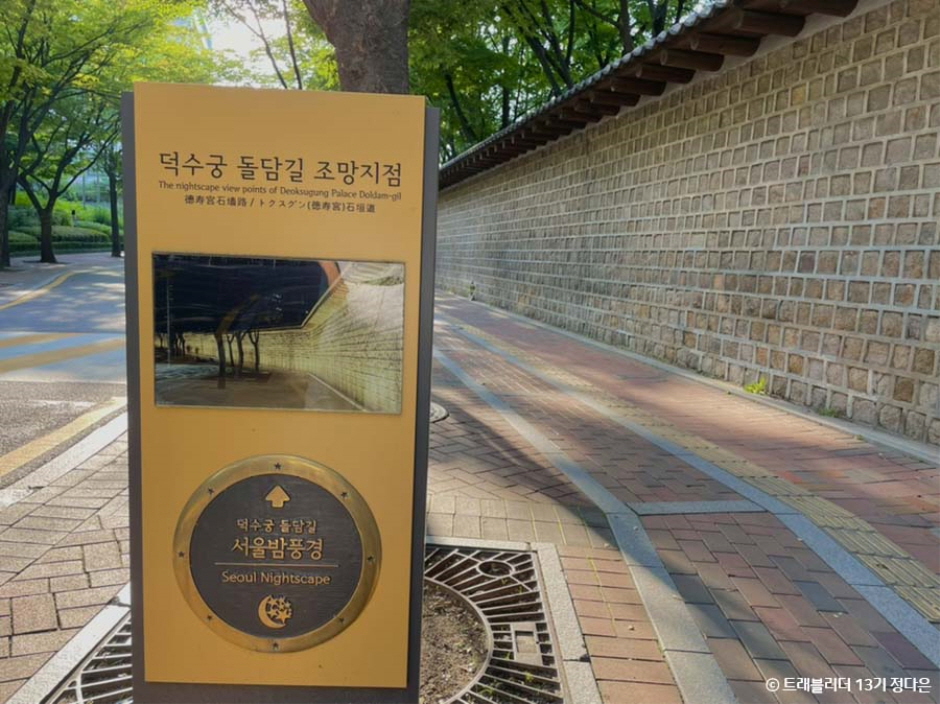 덕수궁 돌담길 조망지점
The nightscape view points of Deoksugung Palace Doldam-gil
德寿宮石墻路 / トクスグン(徳寿宮)石垣道
덕수궁 돌담길
서울밤풍경
Seoul Nightscape
© 트래블리더 13기 정다은